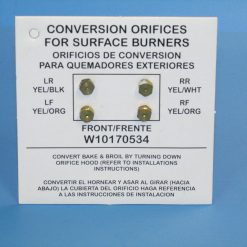 CONVERSION ORIFICES
FOR SURFACE BURNERS
ORIFICIOS DE CONVERSION
PARA QUEMADORES EXTERIORES
LR RR
YEL/BLK YEL/WHT
LF RF
YEL/ORG YEL/ORG
FRONT/FRENTE
W10170534
CONVERT BAKE & BROIL BY TURNING DOWN
ORIFICE HOOD (REFER TO INSTALLATIONS
INSTRUCTIONS)
CONVERTIR EL HORNEAR Y ASAR AL GIRAR (HACIA
ABAJO) LA CUBIERTA DEL ORIFICIO HAGA REFERENCIA
A LAS INSTRUCCIONES DE INSTALACION